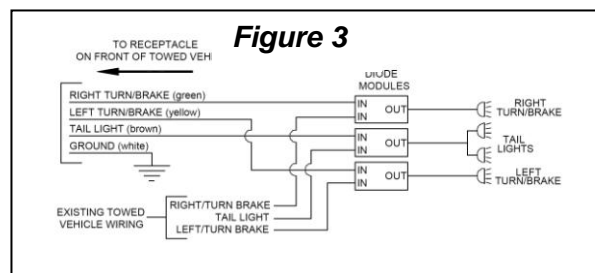 Figure 3
TO RECEPTACLE
ON FRONT OF TOWED VEHI
DIODE
MODULES
RIGHT TURN/BRAKE (green)
LEFT TURN/BRAKE (yellow)
TAIL LIGHT (brown)
GROUND (white)
IN
IN
OUT
IN
IN
OUT
IN
IN
OUT
RIGHT
TURN/BRAKE
TAIL
LIGHTS
LEFT
TURN/BRAKE
EXISTING TOWED
VEHICLE WIRING
RIGHT/TURN BRAKE
TAIL LIGHT
LEFT/TURN BRAKE